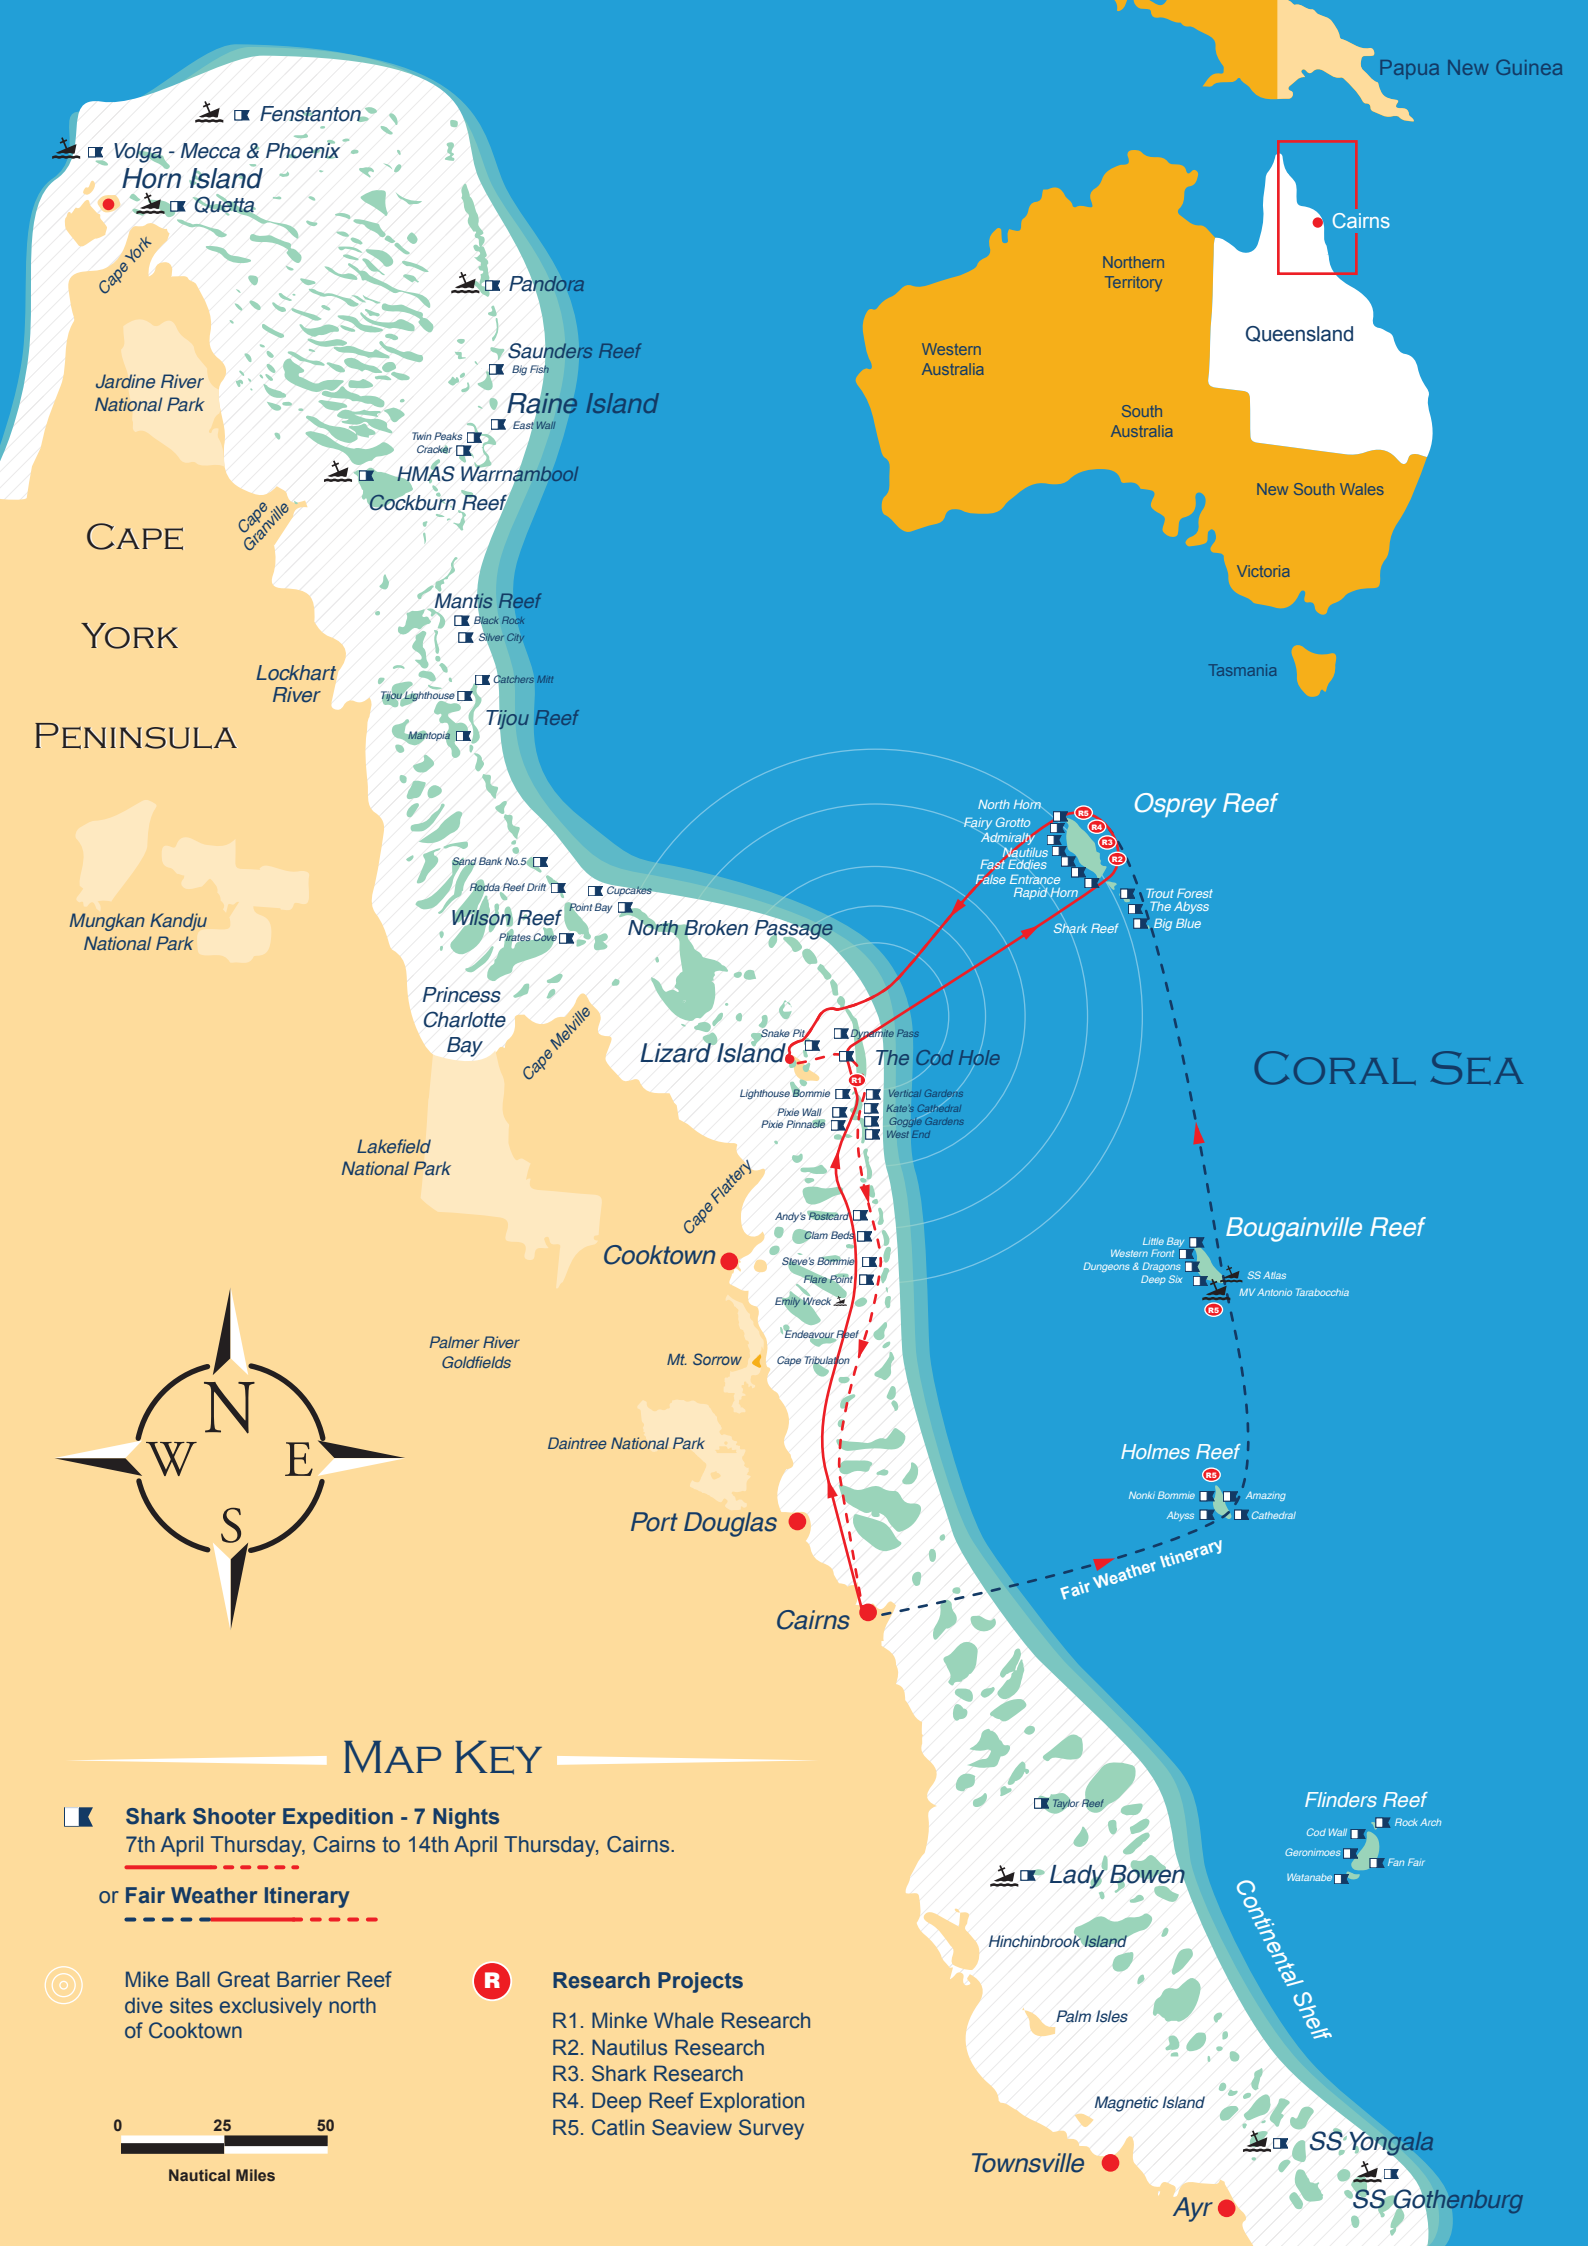 Papua New Guinea
Fenstanton
Volga - Mecca & Phoenix
Horn Island
Quetta
Cape York
Cairns
Northern
Territory
Queensland
Western
Australia
South
Australia
New South Wales
Victoria
Tasmania
Pandora
Saunders Reef
Big Fish
Jardine River
National Park
Raine Island
East Wall
Twin Peaks
Cracker
HMAS Warrnambool
Cockburn Reef
Cape
Granville
CAPE
YORK
PENINSULA
Mantis Reef
Black Rock
Silver City
Lockhart
River
Catchers Mitt
Tijou Lighthouse
Tijou Reef
Mantopia
Osprey Reef
North Horn
Fairy Grotto
Admiralty
Nautilus
Fast Eddies
False Entrance
Rapid Horn
R5
R4
R3
R2
Trout Forest
The Abyss
Big Blue
Shark Reef
Sand Bank No.5
Rodda Reef Drift
Cupcakes
Point Bay
Wilson Reef
North Broken Passage
Pirates Cove
Mungkan Kandju
National Park
Princess
Charlotte
Bay
Cape Melville
Snake Pit
Dynamite Pass
Lizard Island
The Cod Hole
R1
CORAL SEA
Lighthouse Bommie
Vertical Gardens
Pixie Wall
Kate's Cathedral
Pixie Pinnacle
Goggie Gardens
West End
Lakefield
National Park
Cape Flattery
Andy's Postcard
Clam Beds
Cooktown
Steve's Bommie
Flare Point
Emily Wreck
Endeavour Reef
Cape Tribulation
Mt. Sorrow
Bougainville Reef
Little Bay
Western Front
Dungeons & Dragons
Deep Six
SS Atlas
MV Antonio Tarabocchia
R5
N
W
E
S
Palmer River
Goldfields
Daintree National Park
Holmes Reef
R5
Nonki Bommie
Amazing
Abyss
Cathedral
Port Douglas
Fair Weather Itinerary
Cairns
MAP KEY
Shark Shooter Expedition - 7 Nights
7th April Thursday, Cairns to 14th April Thursday, Cairns.
or Fair Weather Itinerary
Mike Ball Great Barrier Reef
dive sites exclusively north
of Cooktown
R
Research Projects
R1. Minke Whale Research
R2. Nautilus Research
R3. Shark Research
R4. Deep Reef Exploration
R5. Catlin Seaview Survey
0 25 50
Nautical Miles
Taylor Reef
Flinders Reef
Rock Arch
Cod Wall
Geronimoes
Fan Fair
Watanabe
Lady Bowen
Continental Shelf
Hinchinbrook Island
Palm Isles
Magnetic Island
SS Yongala
Townsville
SS Gothenburg
Ayr